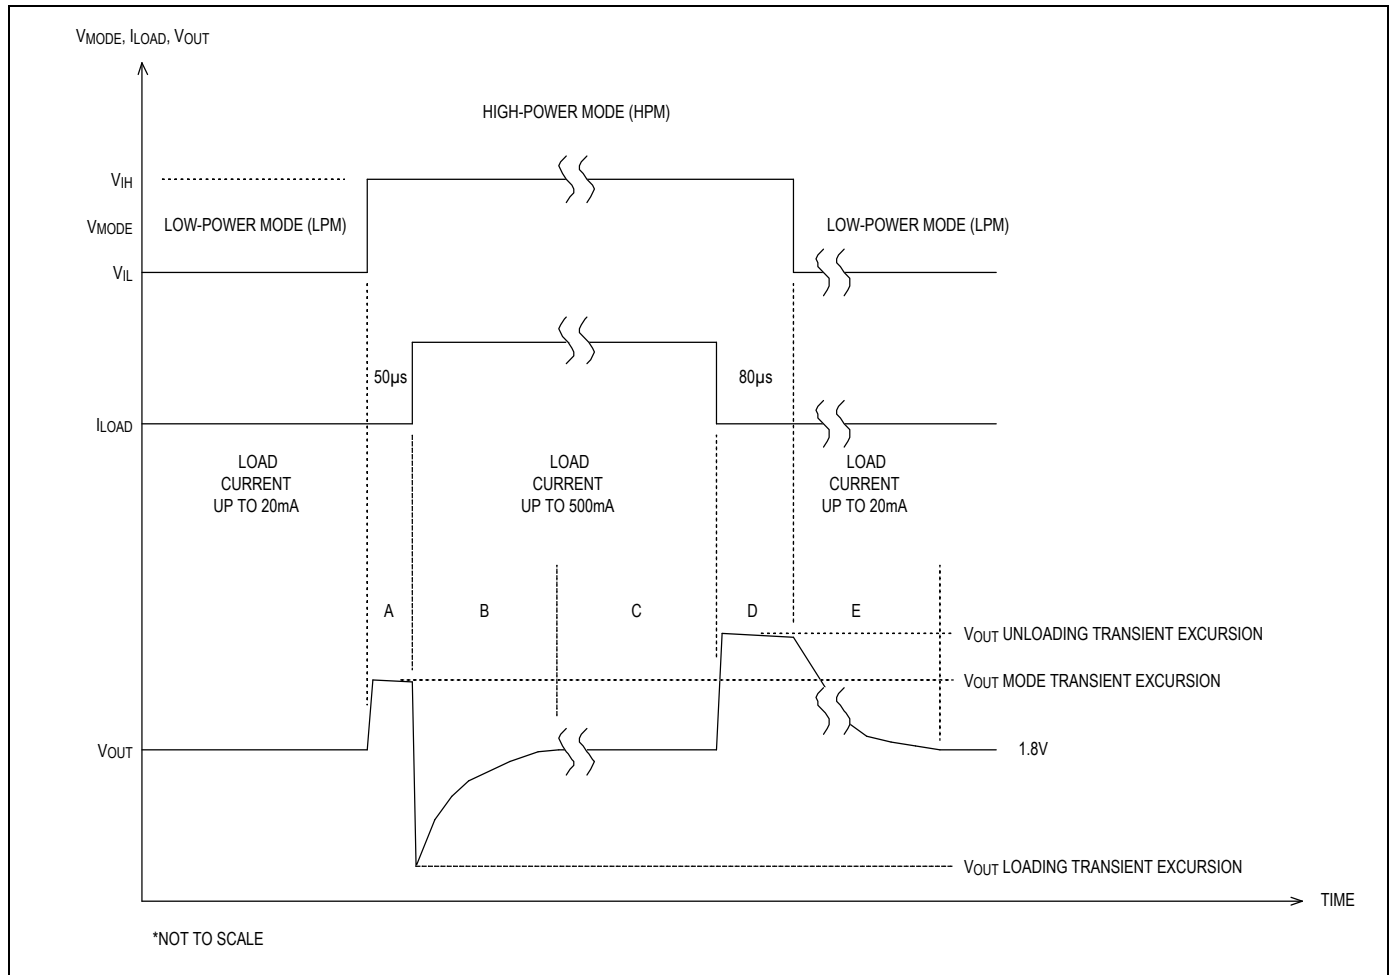 VMODE, ILOAD, VOUT
HIGH-POWER MODE (HPM)
VIH
VMODE
LOW-POWER MODE (LPM)
LOW-POWER MODE (LPM)
VIL
50µs
80µs
ILOAD
LOAD
CURRENT
UP TO 20mA
LOAD
CURRENT
UP TO 500mA
LOAD
CURRENT
UP TO 20mA
A
B
C
D
E
VOUT UNLOADING TRANSIENT EXCURSION
VOUT MODE TRANSIENT EXCURSION
VOUT
1.8V
VOUT LOADING TRANSIENT EXCURSION
TIME
*NOT TO SCALE